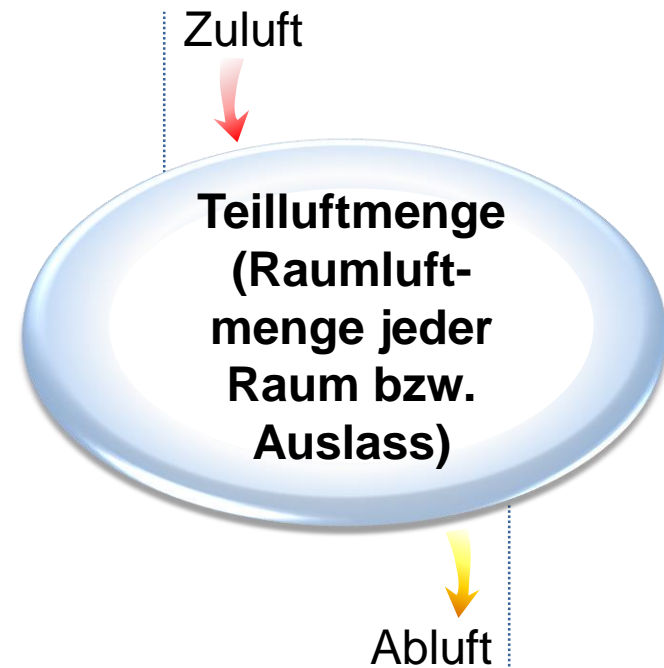 Zuluft
Teilluftmenge
(Raumluft-
menge jeder
Raum bzw.
Auslass)
Abluft